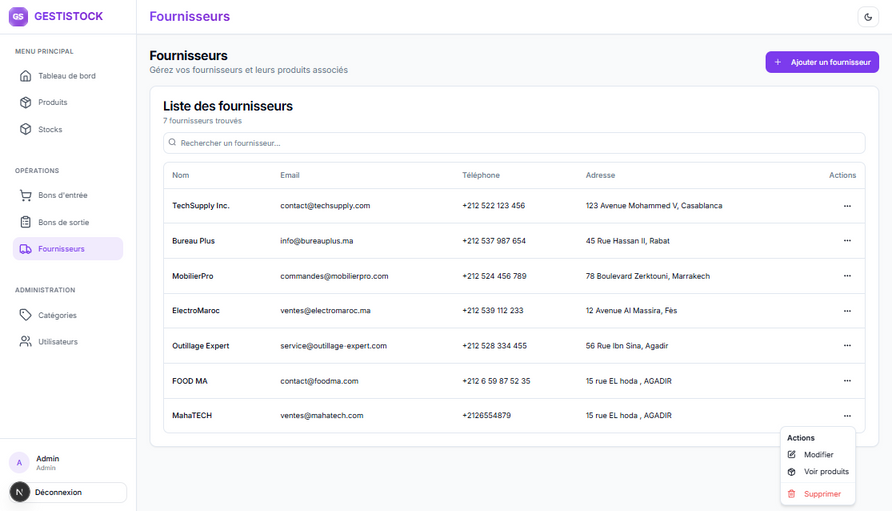 GS GESTISTOCK
Fournisseurs
MENU PRINCIPAL
Tableau de bord
Produits
Stocks
OPÉRATIONS
Bons d'entrée
Bons de sortie
Fournisseurs
ADMINISTRATION
Catégories
Utilisateurs
A
Admin
Admin
N
Déconnexion
Fournisseurs
Gérez vos fournisseurs et leurs produits associés
+ Ajouter un fournisseur
Liste des fournisseurs
7 fournisseurs trouvés
Rechercher un fournisseur...
Nom Email Téléphone Adresse Actions
TechSupply Inc. contact@techsupply.com +212 522 123 456 123 Avenue Mohammed V, Casablanca ...
Bureau Plus info@bureauplus.ma +212 537 987 654 45 Rue Hassan II, Rabat ...
MobilierPro commandes@mobilierpro.com +212 524 456 789 78 Boulevard Zerktouni, Marrakech ...
ElectroMaroc ventes@electromaroc.ma +212 539 112 233 12 Avenue Al Massira, Fès ...
Outillage Expert service@outillage-expert.com +212 528 334 455 56 Rue Ibn Sina, Agadir ...
FOOD MA contact@foodma.com +212 6 59 87 52 35 15 rue EL hoda , AGADIR ...
MahaTECH ventes@mahatech.com +2126554879 15 rue EL hoda , AGADIR ...
Actions
Modifier
Voir produits
Supprimer